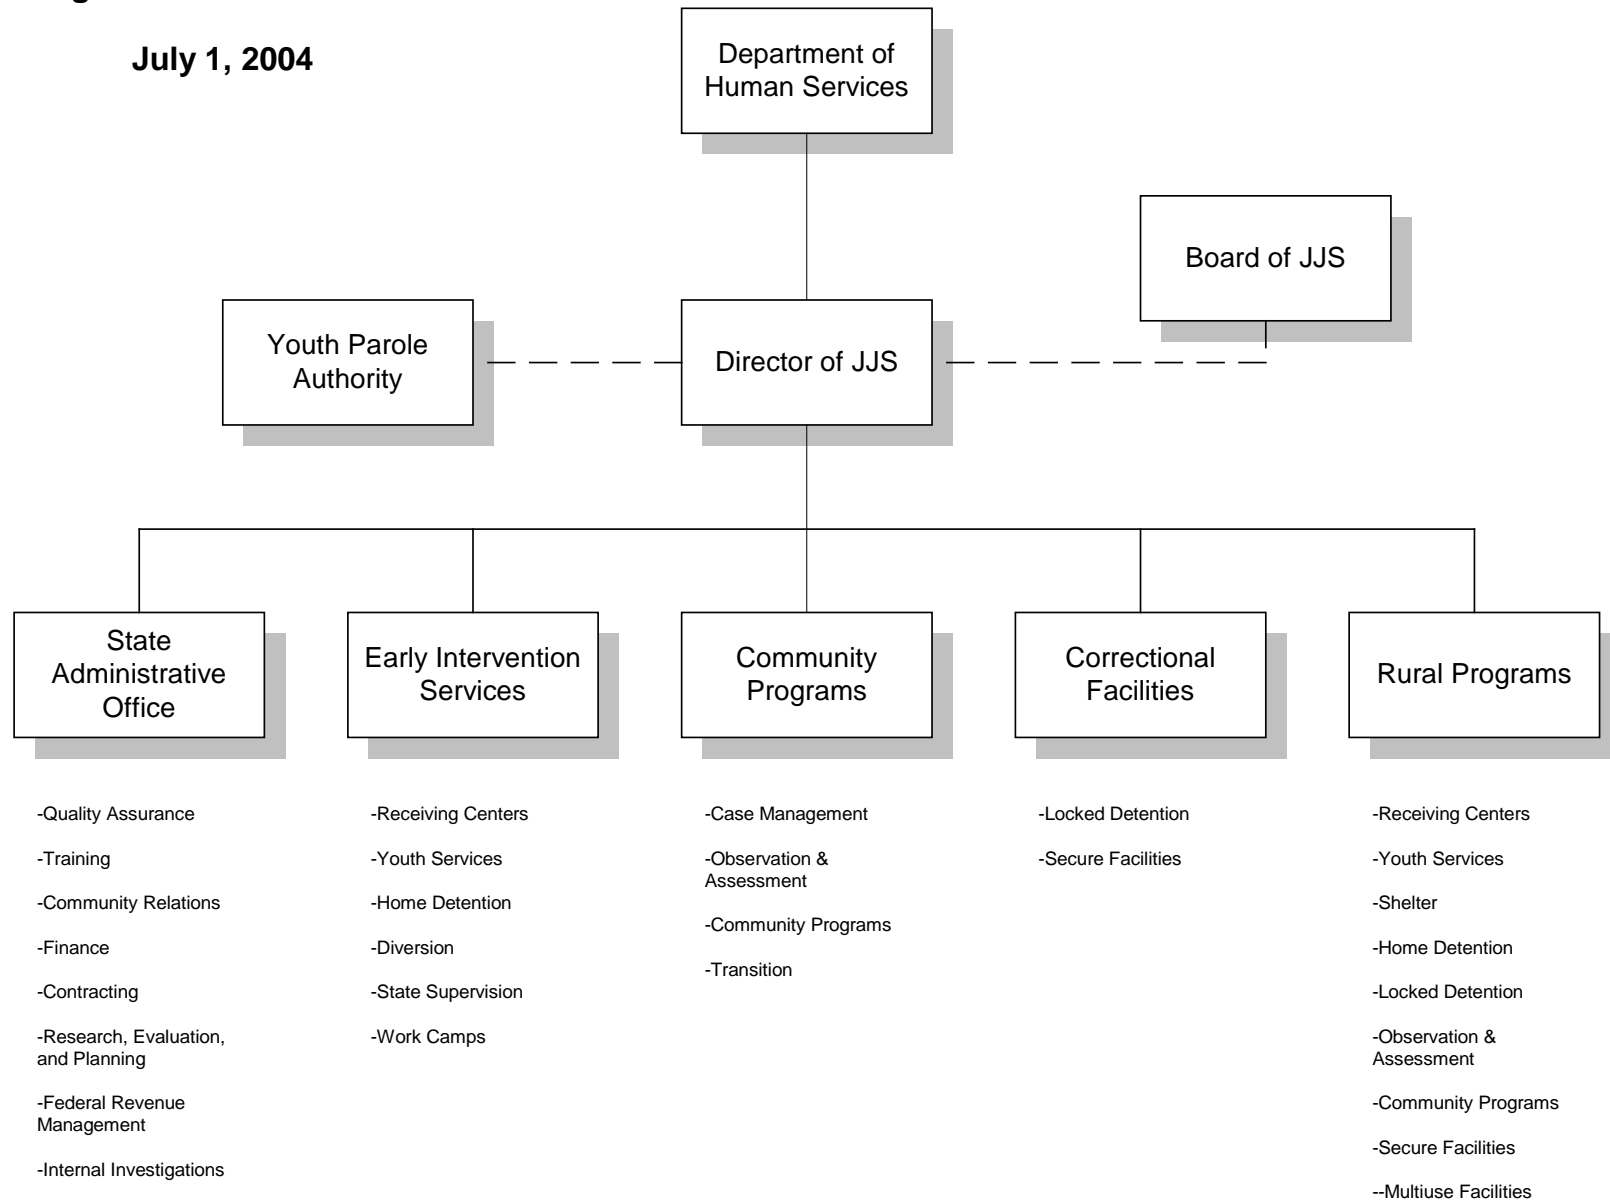 July 1, 2004
Department of
Human Services
Board of JJS
Youth Parole
Authority
Director of JJS
State
Administrative
Office
Early Intervention
Services
Community
Programs
Correctional
Facilities
Rural Programs
-Quality Assurance
-Training
-Community Relations
-Finance
-Contracting
-Research, Evaluation,
and Planning
-Federal Revenue
Management
-Internal Investigations
-Receiving Centers
-Youth Services
-Home Detention
-Diversion
-State Supervision
-Work Camps
-Case Management
-Observation &
Assessment
-Community Programs
-Transition
-Locked Detention
-Secure Facilities
-Receiving Centers
-Youth Services
-Shelter
-Home Detention
-Locked Detention
-Observation &
Assessment
-Community Programs
-Secure Facilities
--Multiuse Facilities